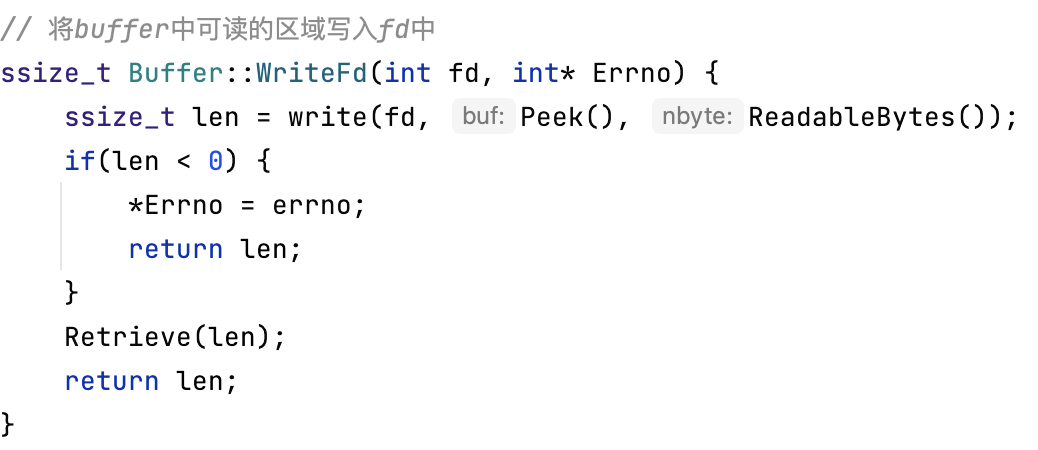 // 将buffer中可读的区域写入fd中
ssize_t Buffer::WriteFd(int fd, int* Errno) {
    ssize_t len = write(fd, buf: Peek(), nbyte: ReadableBytes());
    if(len < 0) {
        *Errno = errno;
        return len;
    }
    Retrieve(len);
    return len;
}